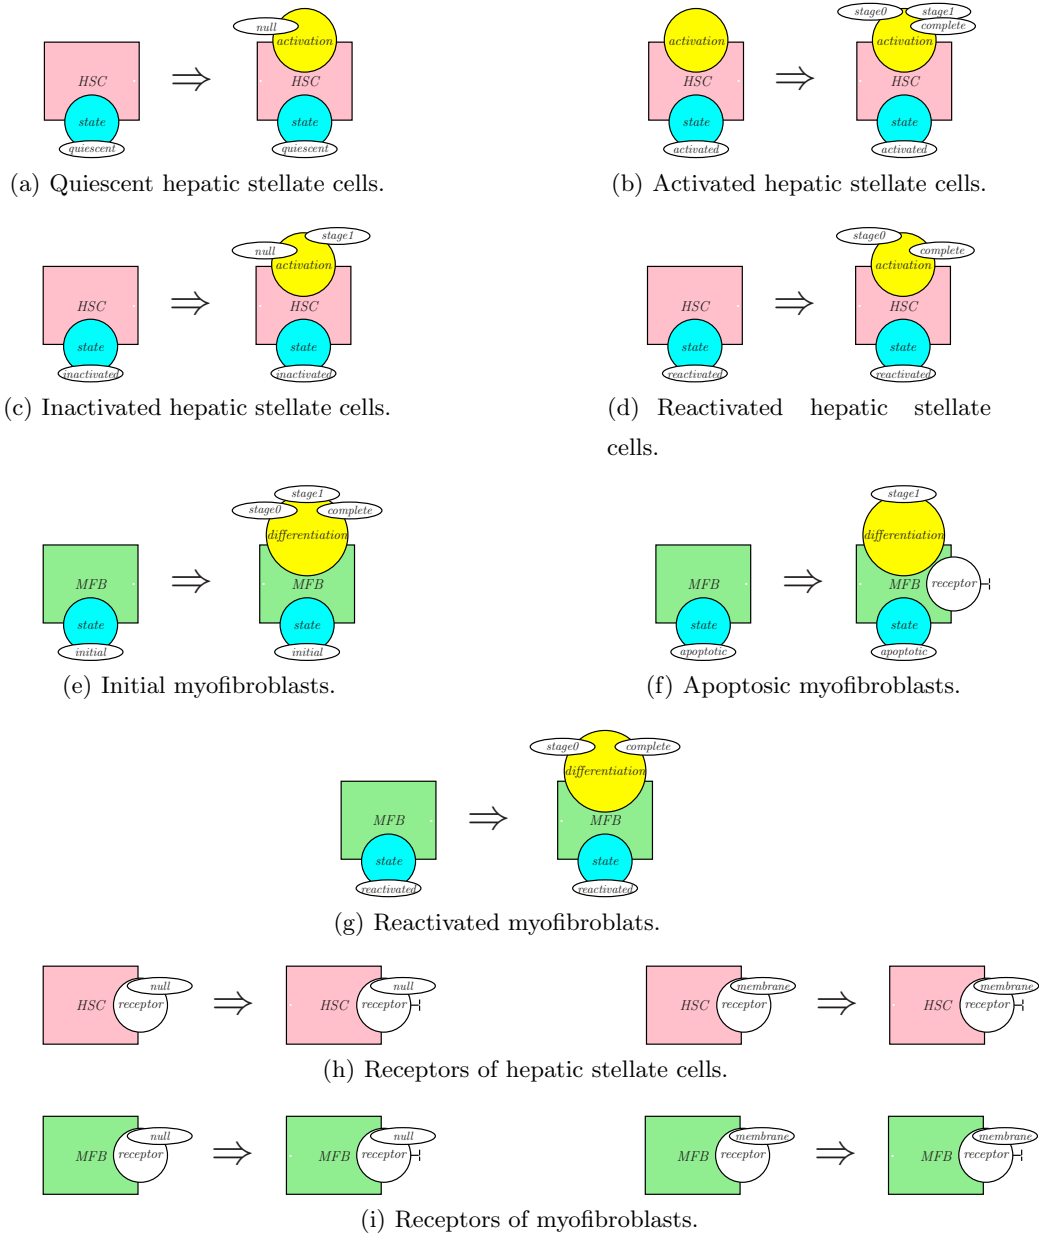 null
activation
HSC
⇒
HSC
state
state
quiescent
quiescent
(a) Quiescent hepatic stellate cells.
stage0
stage1
complete
activation
activation
HSC
⇒
HSC
state
state
activated
activated
(b) Activated hepatic stellate cells.
stage1
null
activation
HSC
⇒
HSC
state
state
inactivated
inactivated
(c) Inactivated hepatic stellate cells.
stage0
complete
activation
HSC
⇒
HSC
state
state
reactivated
reactivated
(d) Reactivated hepatic stellate
cells.
stage1
stage0
complete
differentiation
MFB
⇒
MFB
state
state
initial
initial
(e) Initial myofibroblasts.
stage1
differentiation
MFB
⇒
MFB
receptor
state
state
apoptotic
apoptotic
(f) Apoptosic myofibroblasts.
stage0
complete
differentiation
MFB
⇒
MFB
state
state
reactivated
reactivated
(g) Reactivated myofibroblats.
null
HSC
receptor
⇒
null
HSC
receptor
membrane
HSC
receptor
⇒
membrane
HSC
receptor
(h) Receptors of hepatic stellate cells.
null
MFB
receptor
⇒
null
MFB
receptor
membrane
MFB
receptor
⇒
membrane
MFB
receptor
(i) Receptors of myofibroblasts.